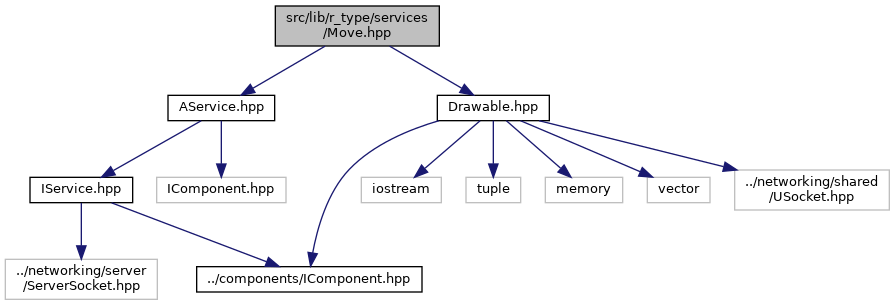 src/lib/r_type/services
/Move.hpp
AService.hpp
Drawable.hpp
IService.hpp
IComponent.hpp
iostream
tuple
memory
vector
../networking/shared
/USocket.hpp
../networking/server
/ServerSocket.hpp
../components/IComponent.hpp